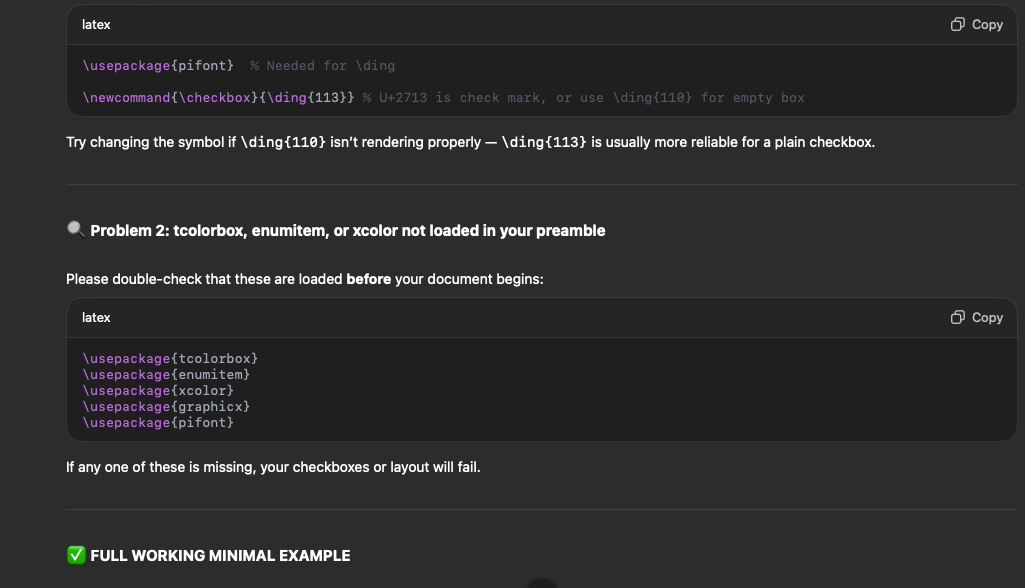 latex
Copy
\usepackage{pifont}  % Needed for \ding
\newcommand{\checkbox}{\ding{113}} % U+2713 is check mark, or use \ding{110} for empty box
Try changing the symbol if \ding{110} isn’t rendering properly — \ding{113} is usually more reliable for a plain checkbox.
🔍 Problem 2: tcolorbox, enumitem, or xcolor not loaded in your preamble
Please double-check that these are loaded before your document begins:
latex
Copy
\usepackage{tcolorbox}
\usepackage{enumitem}
\usepackage{xcolor}
\usepackage{graphicx}
\usepackage{pifont}
If any one of these is missing, your checkboxes or layout will fail.
✅ FULL WORKING MINIMAL EXAMPLE